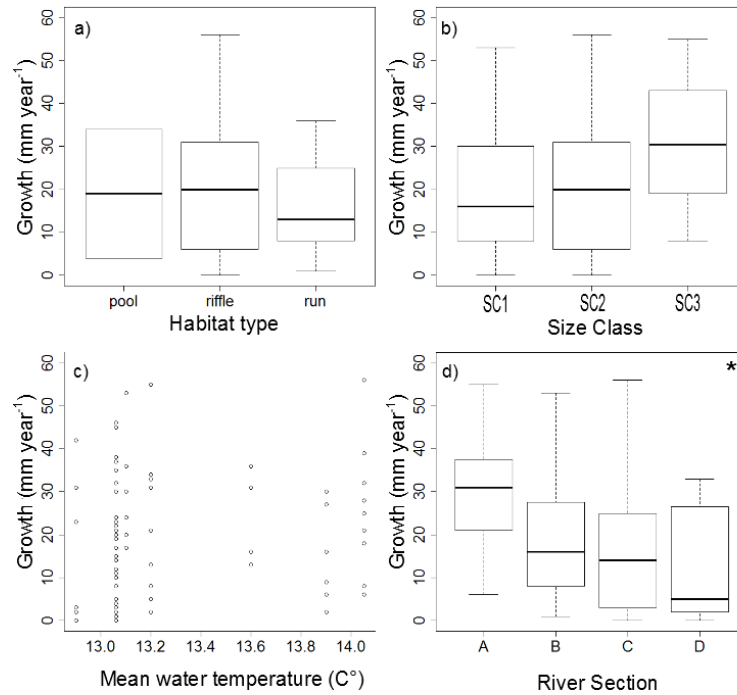 a)
60
50
40
30
20
10
0
Growth (mm year-1)
pool riffle run
Habitat type
b)
60
50
40
30
20
10
0
Growth (mm year-1)
SC1 SC2 SC3
Size Class
c)
60
50
40
30
20
10
0
Growth (mm year-1)
13.0 13.2 13.4 13.6 13.8 14.0
Mean water temperature (C°)
d) *
60
50
40
30
20
10
0
Growth (mm year-1)
A B C D
River Section